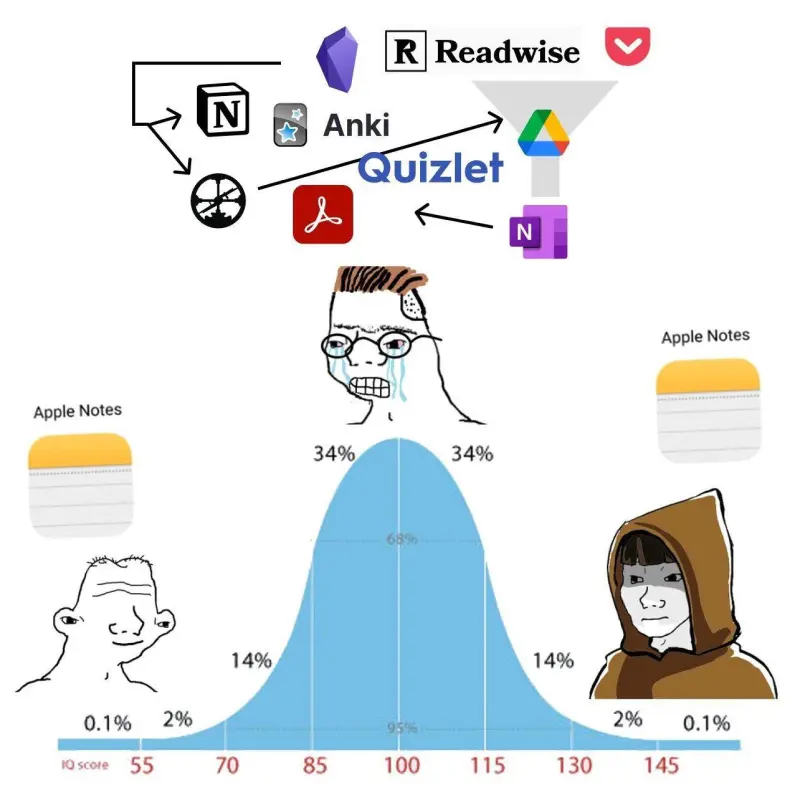 R Readwise
N
Anki
Quizlet
N
Apple Notes
Apple Notes
34%
34%
68%
14%
14%
95%
0.1%
2%
2%
0.1%
IQ score
55
70
85
100
115
130
145